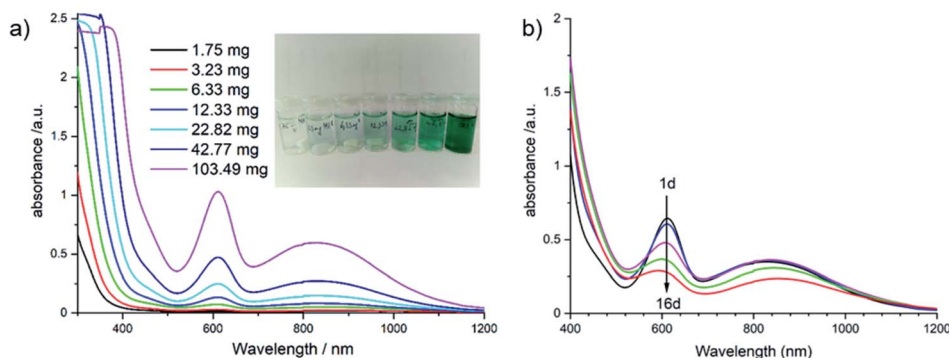 a)
absorbance /a.u.
2.5
2
1.5
1
0.5
0
400 600 800 1000 1200
Wavelength / nm
1.75 mg
3.23 mg
6.33 mg
12.33 mg
22.82 mg
42.77 mg
103.49 mg
b)
absorbance /a.u.
1.5
1
0.5
0
400 600 800 1000 1200
Wavelength (nm)
1d
16d